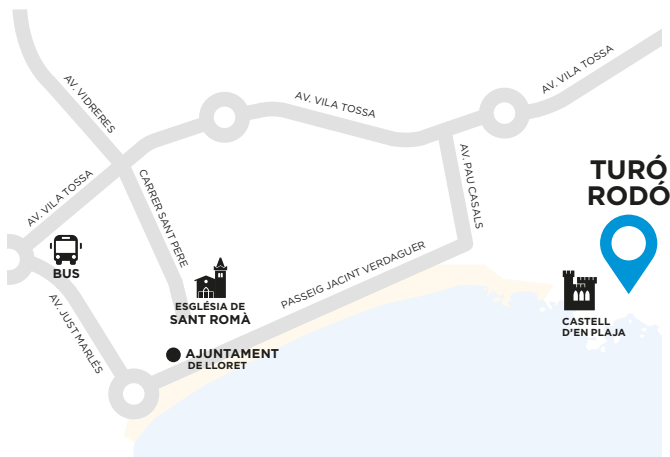 AV. VIDRERES
AV. VILA TOSSA
AV. VILA TOSSA
AV. VILA TOSSA
CARRER SANT PERE
AV. PAU CASALS
TURÓ
RODÓ
BUS
PASSEIG JACINT VERDAGUER
ESGLÉSIA DE
SANT ROMÀ
AV. JUST MARLÉS
CASTELL
D'EN PLAJA
AJUNTAMENT
DE LLORET